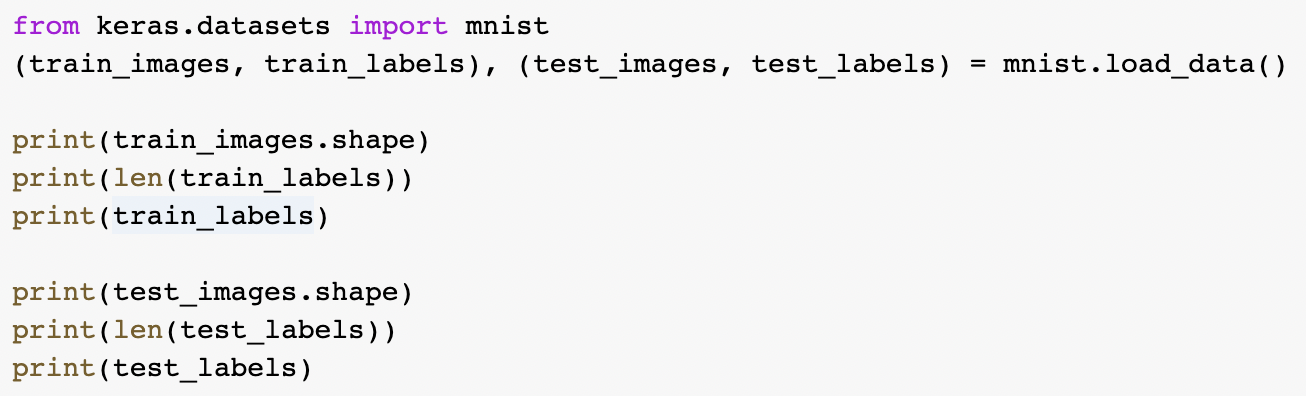 from keras.datasets import mnist
(train_images, train_labels), (test_images, test_labels) = mnist.load_data()
print(train_images.shape)
print(len(train_labels))
print(train_labels)
print(test_images.shape)
print(len(test_labels))
print(test_labels)